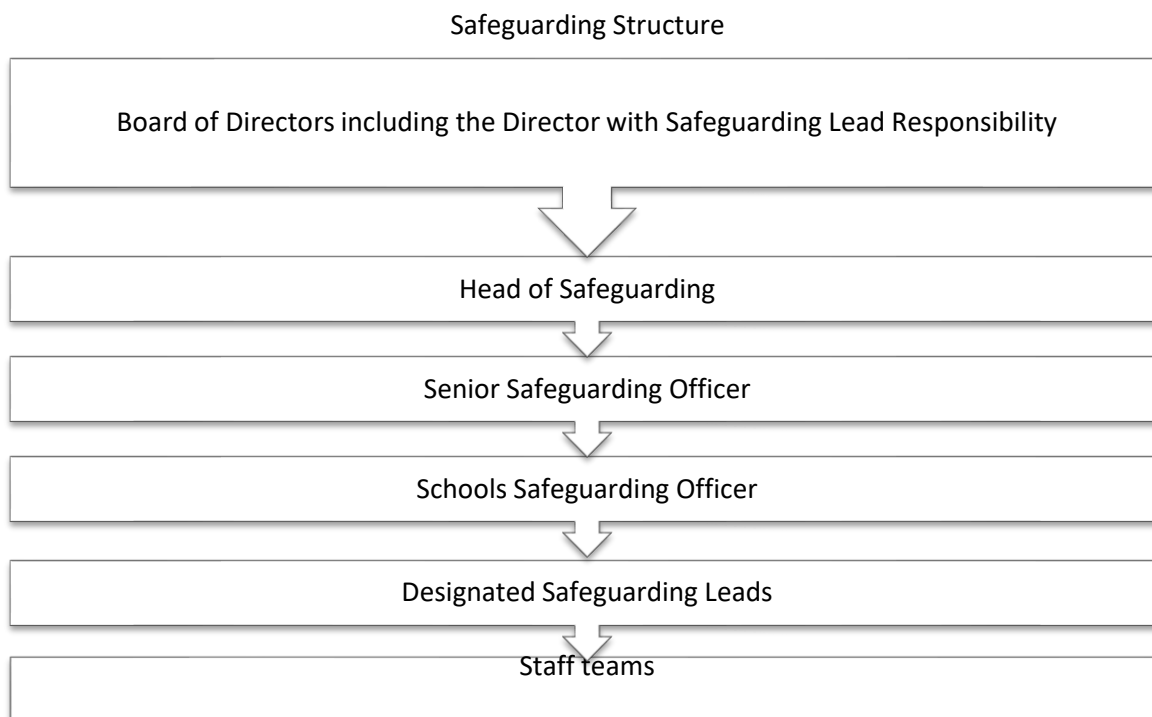 Safeguarding Structure
Board of Directors including the Director with Safeguarding Lead Responsibility
Head of Safeguarding
Senior Safeguarding Officer
Schools Safeguarding Officer
Designated Safeguarding Leads
Staff teams